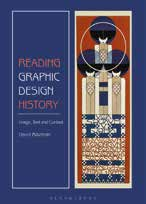 READING
GRAPHIC
DESIGN
HISTORY
Image, Text and Context
David Raizman
BLOOMSBURY